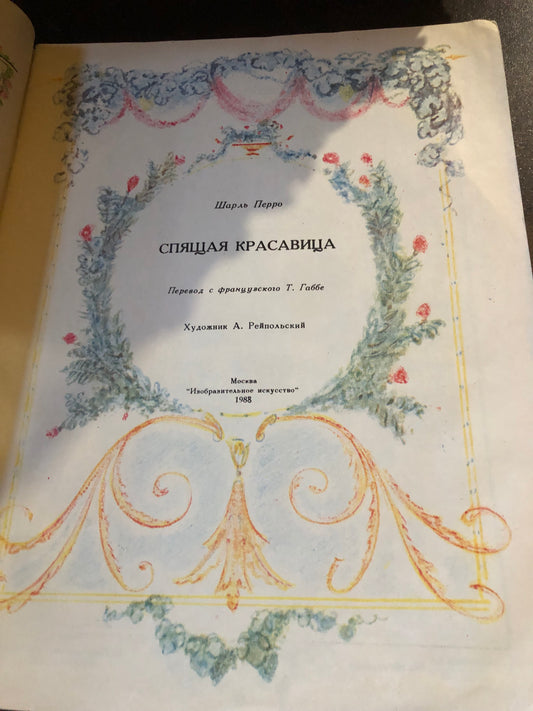 Шарль Перро
СПЯЩАЯ КРАСАВИЦА
Перевод с французского Т. Габбе
Художник А. Рейпольский
Москва
"Изобразительное искусство"
1988